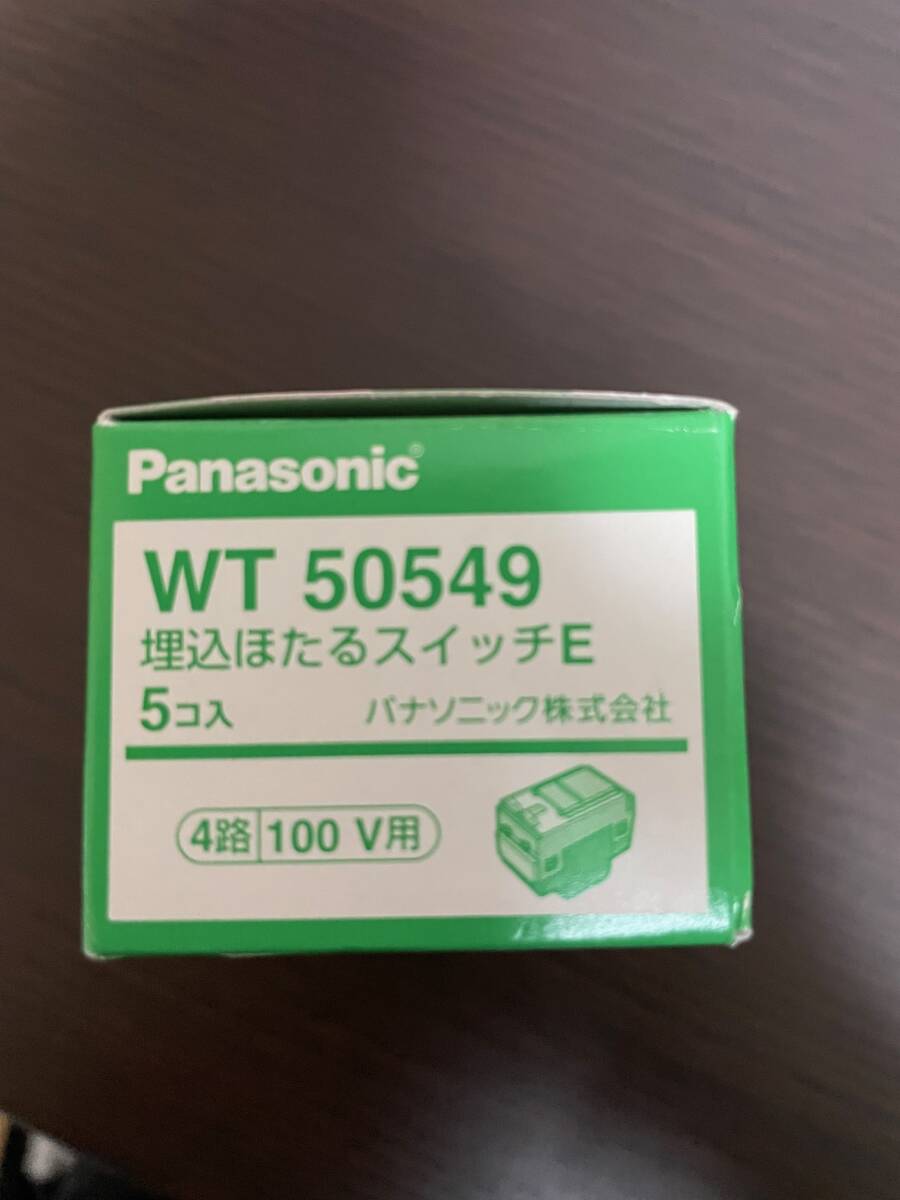 Panasonic®
WT 50549
埋込ほたるスイッチE
5コ入 パナソニック株式会社
4路 100 V用